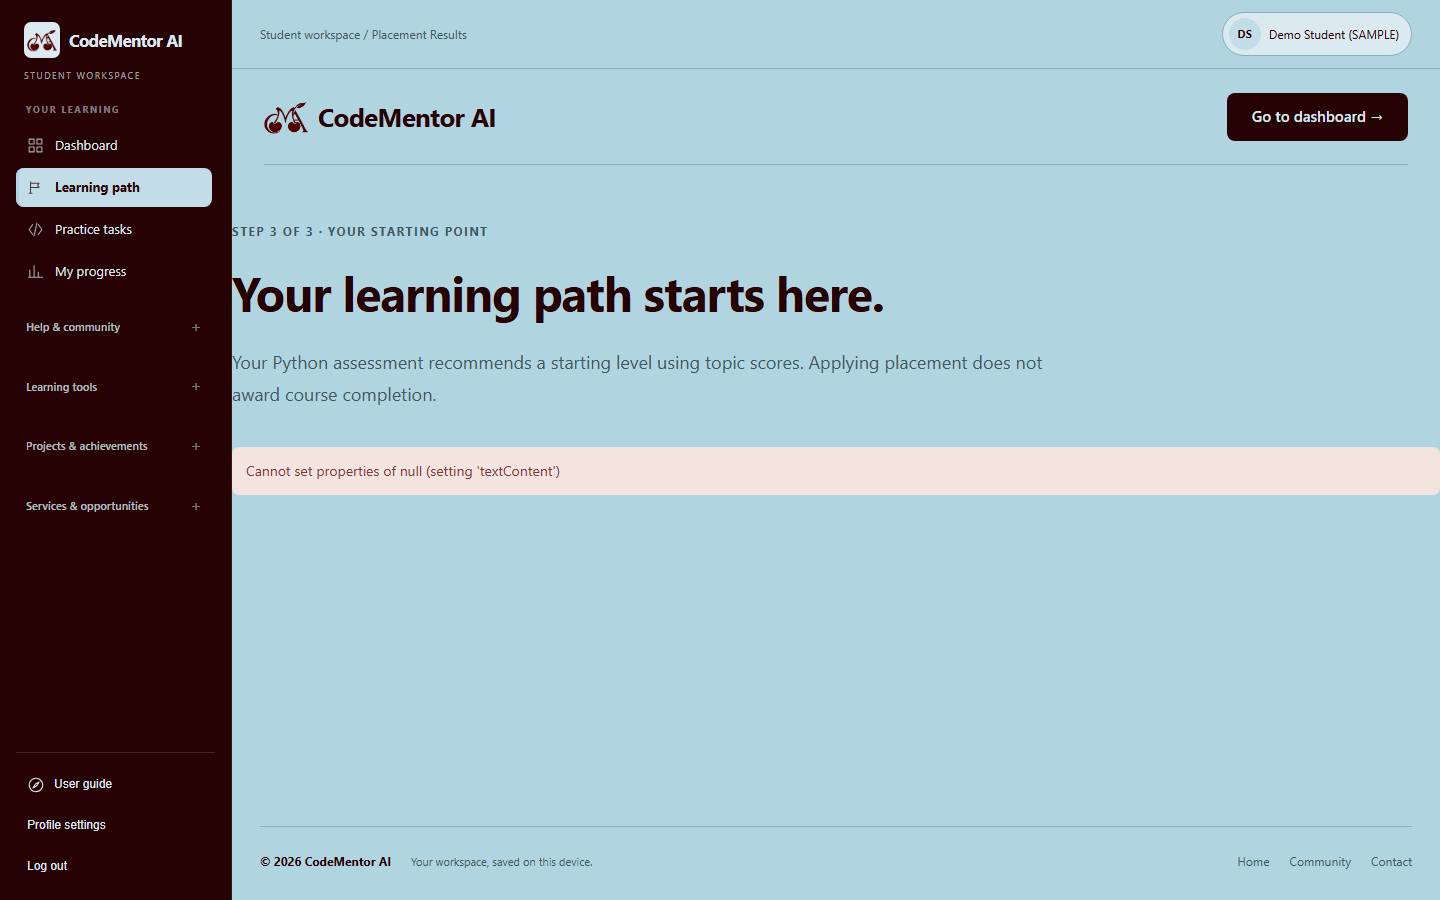 CodeMentor AI
STUDENT WORKSPACE
YOUR LEARNING
Dashboard
Learning path
Practice tasks
My progress
Help & community +
Learning tools +
Projects & achievements +
Services & opportunities +
User guide
Profile settings
Log out
Student workspace / Placement Results
DS Demo Student (SAMPLE)
CodeMentor AI
Go to dashboard →
STEP 3 OF 3 · YOUR STARTING POINT
Your learning path starts here.
Your Python assessment recommends a starting level using topic scores. Applying placement does not
award course completion.
Cannot set properties of null (setting 'textContent')
© 2026 CodeMentor AI Your workspace, saved on this device.
Home Community Contact